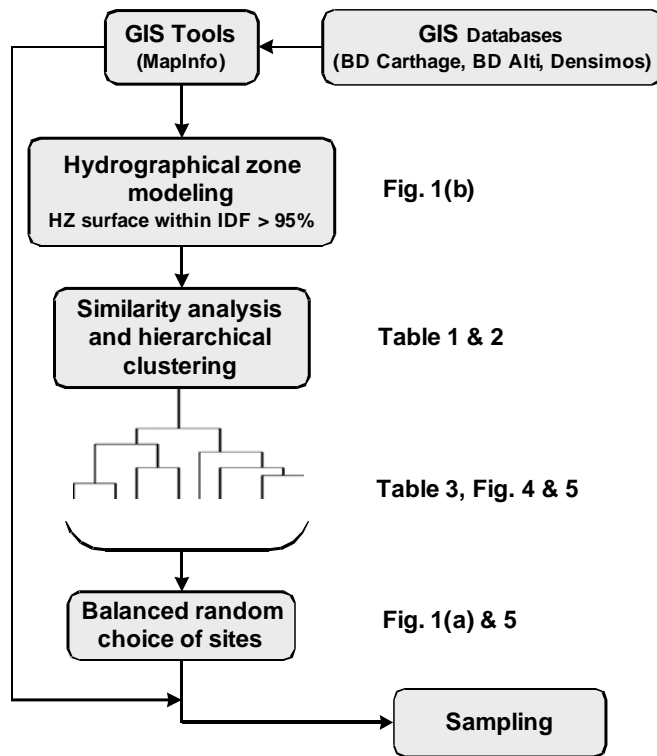 GIS Tools
(MapInfo)
GIS Databases
(BD Carthage, BD Alti, Densimos)
Hydrographical zone
modeling
HZ surface within IDF > 95%
Fig. 1(b)
Similarity analysis
and hierarchical
clustering
Table 1 & 2
Table 3, Fig. 4 & 5
Balanced random
choice of sites
Fig. 1(a) & 5
Sampling